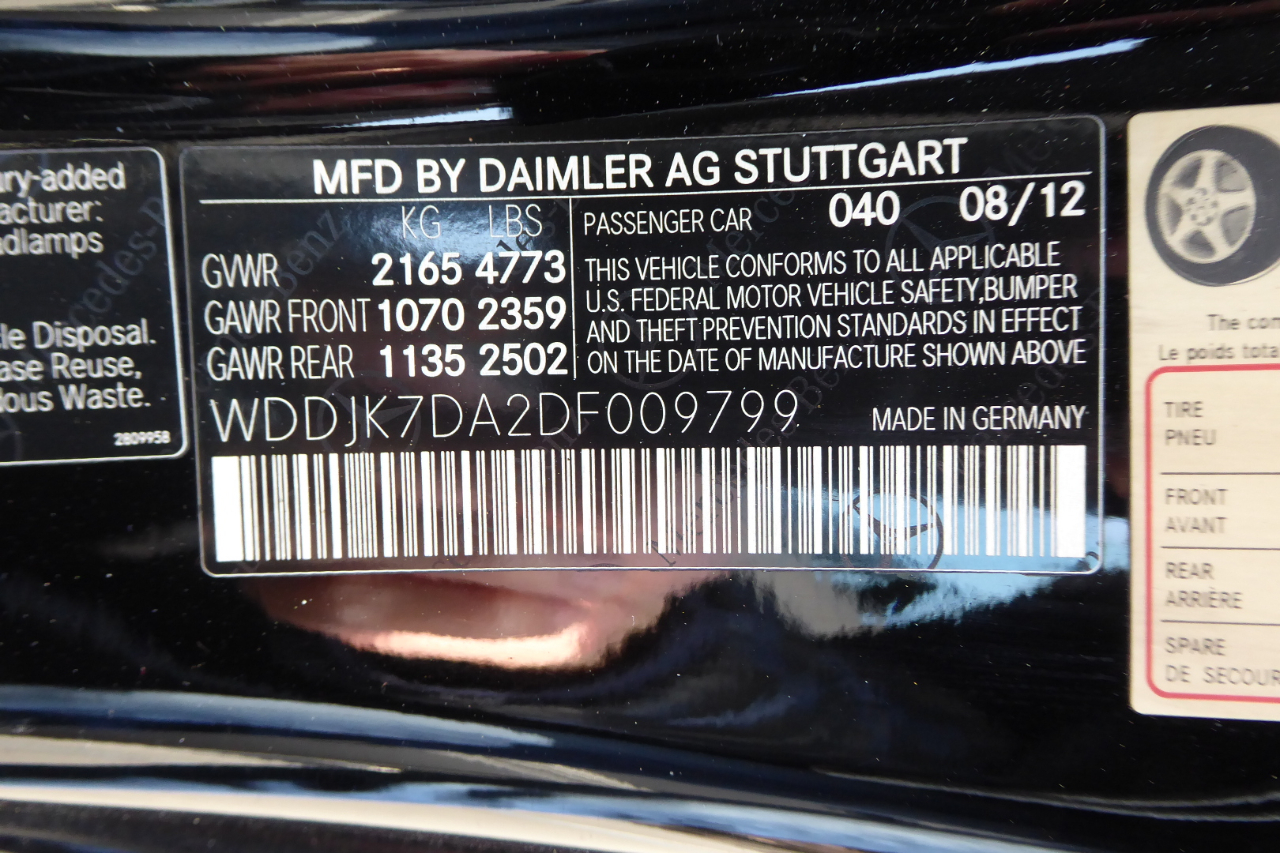 ury-added
acturer:
adlamps
le Disposal.
ase Reuse,
dous Waste.
2809958
MFD BY DAIMLER AG STUTTGART
KG LBS
GVWR 2165 4773
GAWR FRONT 1070 2359
GAWR REAR 1135 2502
PASSENGER CAR 040 08/12
THIS VEHICLE CONFORMS TO ALL APPLICABLE
U.S. FEDERAL MOTOR VEHICLE SAFETY,BUMPER
AND THEFT PREVENTION STANDARDS IN EFFECT
ON THE DATE OF MANUFACTURE SHOWN ABOVE
WDDJK7DA2DF009799
MADE IN GERMANY
The com
Le poids tota
TIRE
PNEU
FRONT
AVANT
REAR
ARRIÈRE
SPARE
DE SECOUR